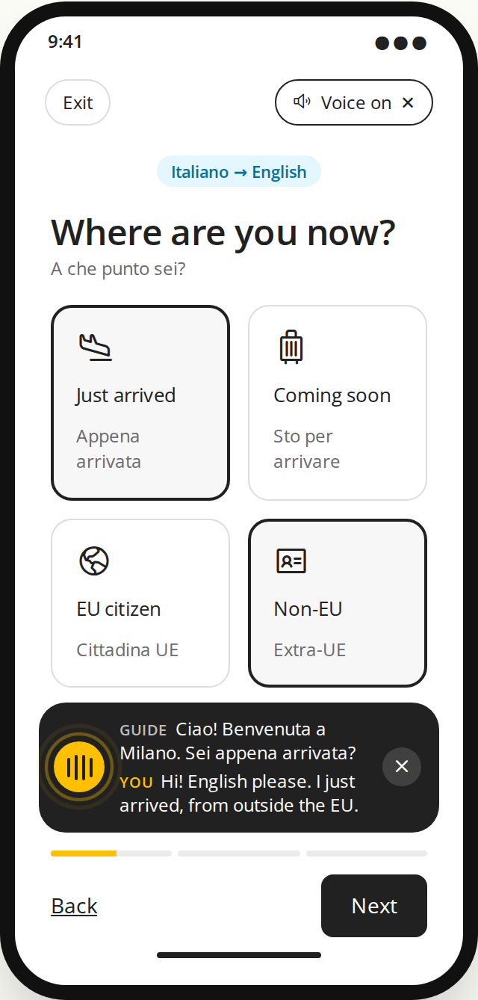 9:41
Exit
Voice on ✕
Italiano → English
Where are you now?
A che punto sei?
Just arrived
Appena
arrivata
Coming soon
Sto per
arrivare
EU citizen
Cittadina UE
Non-EU
Extra-UE
GUIDE Ciao! Benvenuta a
Milano. Sei appena arrivata?
YOU Hi! English please. I just
arrived, from outside the EU.
Back
Next